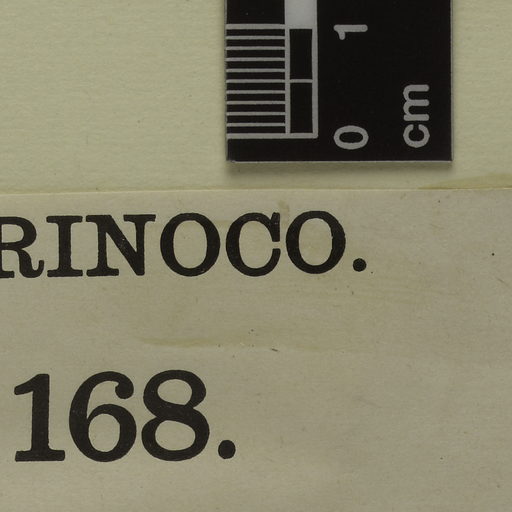 0 1
cm
RINOCO.
168.